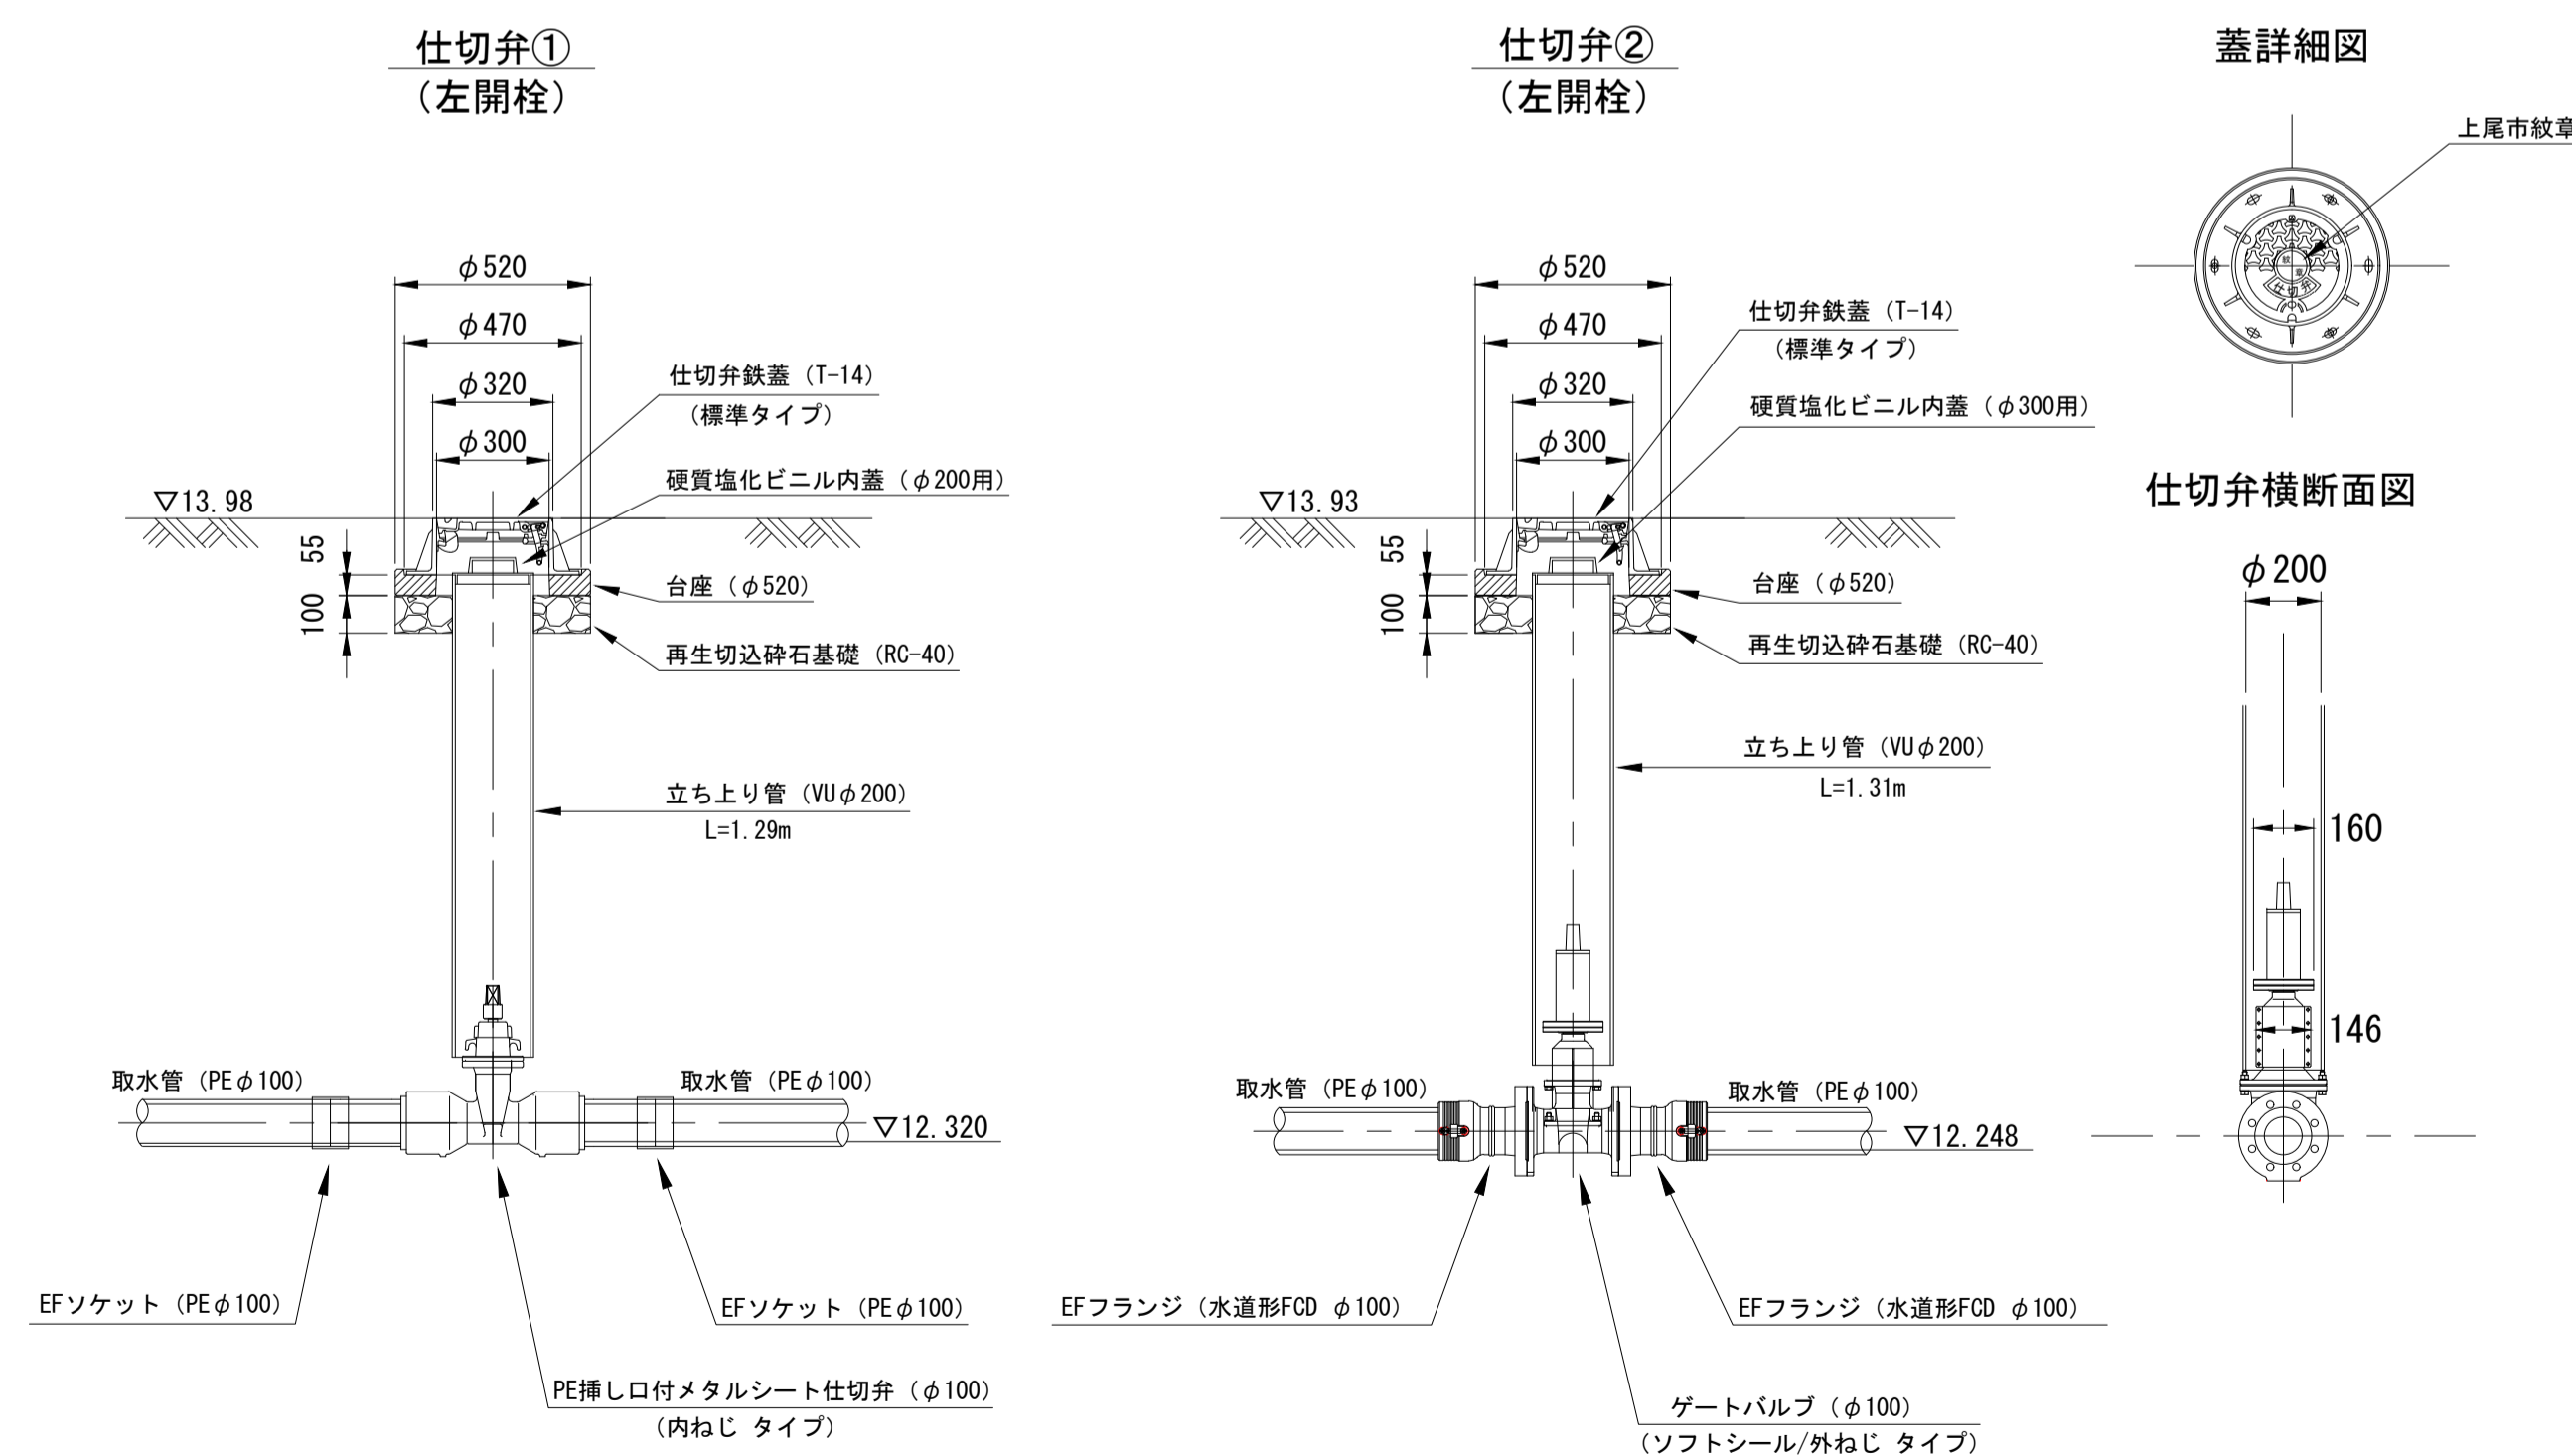 仕切弁①
（左開栓）
φ520
φ470
φ320
φ300
仕切弁鉄蓋（T-14）
（標準タイプ）
硬質塩化ビニル内蓋（φ200用）
▽13.98
55
100
台座（φ520）
再生切込砕石基礎（RC-40）
立ち上り管（VUφ200）
L=1.29m
取水管（PEφ100）
取水管（PEφ100）
▽12.320
EFソケット（PEφ100）
EFソケット（PEφ100）
PE挿し口付メタルシート仕切弁（φ100）
（内ねじ タイプ）
仕切弁②
（左開栓）
φ520
φ470
φ320
φ300
仕切弁鉄蓋（T-14）
（標準タイプ）
硬質塩化ビニル内蓋（φ300用）
▽13.93
55
100
台座（φ520）
再生切込砕石基礎（RC-40）
立ち上り管（VUφ200）
L=1.31m
取水管（PEφ100）
取水管（PEφ100）
▽12.248
EFフランジ（水道形FCD φ100）
EFフランジ（水道形FCD φ100）
ゲートバルブ（φ100）
（ソフトシール/外ねじ タイプ）
蓋詳細図
上尾市紋章
紋
章
仕切弁
仕切弁横断面図
φ200
160
146